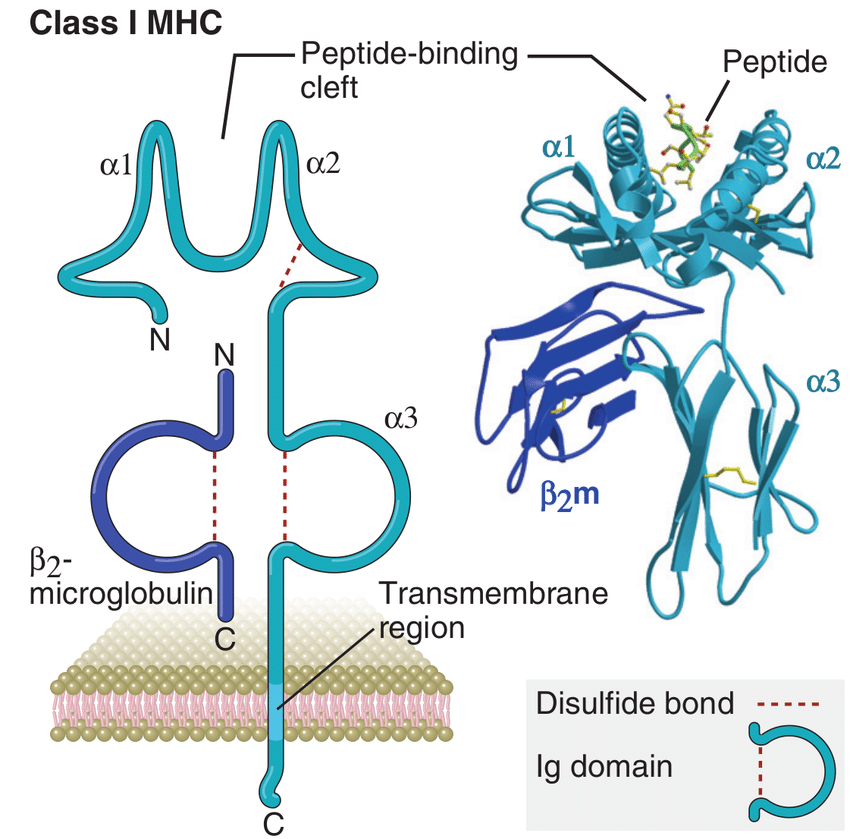 Class I MHC
Peptide-binding
cleft
Peptide
α1
α2
α1
α2
N
N
α3
α3
β2m
β2-
microglobulin
C
Transmembrane
region
C
Disulfide bond
Ig domain